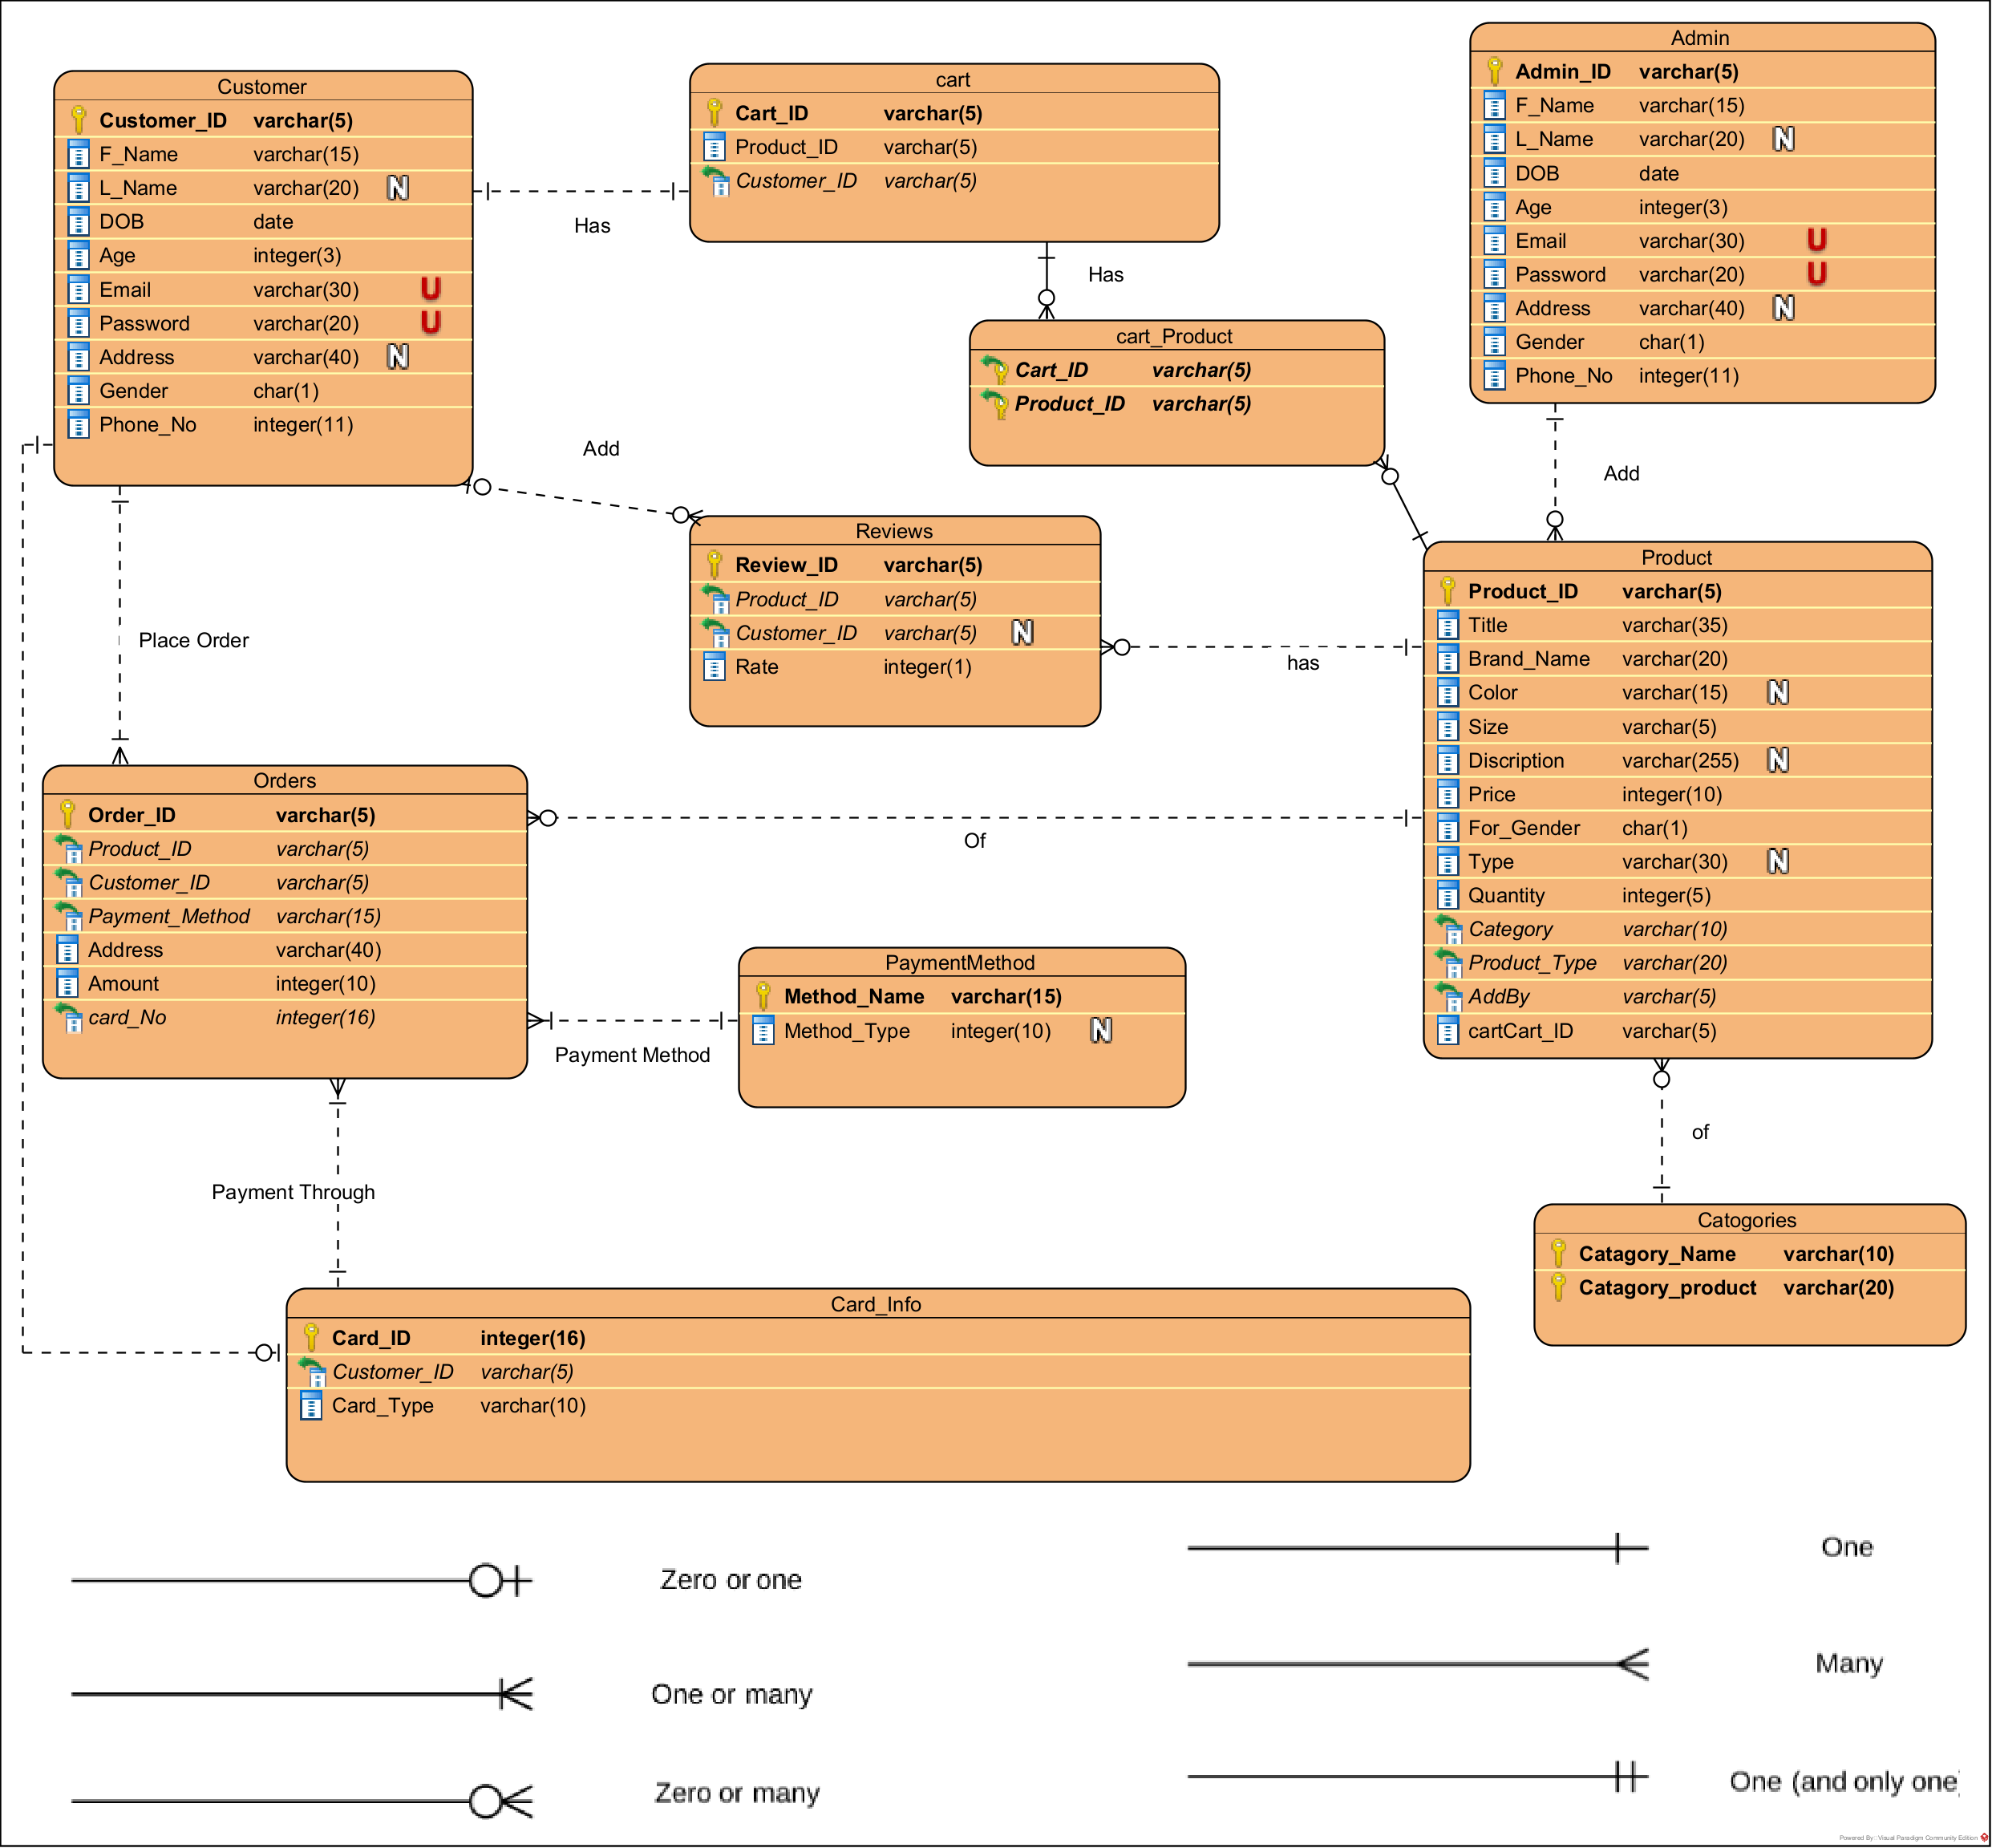 Customer
Customer_ID varchar(5)
F_Name varchar(15)
L_Name varchar(20) N
DOB date
Age integer(3)
Email varchar(30) U
Password varchar(20) U
Address varchar(40) N
Gender char(1)
Phone_No integer(11)
cart
Cart_ID varchar(5)
Product_ID varchar(5)
Customer_ID varchar(5)
Admin
Admin_ID varchar(5)
F_Name varchar(15)
L_Name varchar(20) N
DOB date
Age integer(3)
Email varchar(30) U
Password varchar(20) U
Address varchar(40) N
Gender char(1)
Phone_No integer(11)
Has
Has
cart_Product
Cart_ID varchar(5)
Product_ID varchar(5)
Add
Add
Reviews
Review_ID varchar(5)
Product_ID varchar(5)
Customer_ID varchar(5) N
Rate integer(1)
has
Product
Product_ID varchar(5)
Title varchar(35)
Brand_Name varchar(20)
Color varchar(15) N
Size varchar(5)
Discription varchar(255) N
Price integer(10)
For_Gender char(1)
Type varchar(30) N
Quantity integer(5)
Category varchar(10)
Product_Type varchar(20)
AddBy varchar(5)
cartCart_ID varchar(5)
Place Order
Orders
Order_ID varchar(5)
Product_ID varchar(5)
Customer_ID varchar(5)
Payment_Method varchar(15)
Address varchar(40)
Amount integer(10)
card_No integer(16)
Of
PaymentMethod
Method_Name varchar(15)
Method_Type integer(10) N
Payment Method
of
Payment Through
Catogories
Catagory_Name varchar(10)
Catagory_product varchar(20)
Card_Info
Card_ID integer(16)
Customer_ID varchar(5)
Card_Type varchar(10)
Zero or one
One
One or many
Many
Zero or many
One (and only one
Powered By: Visual Paradigm Community Edition